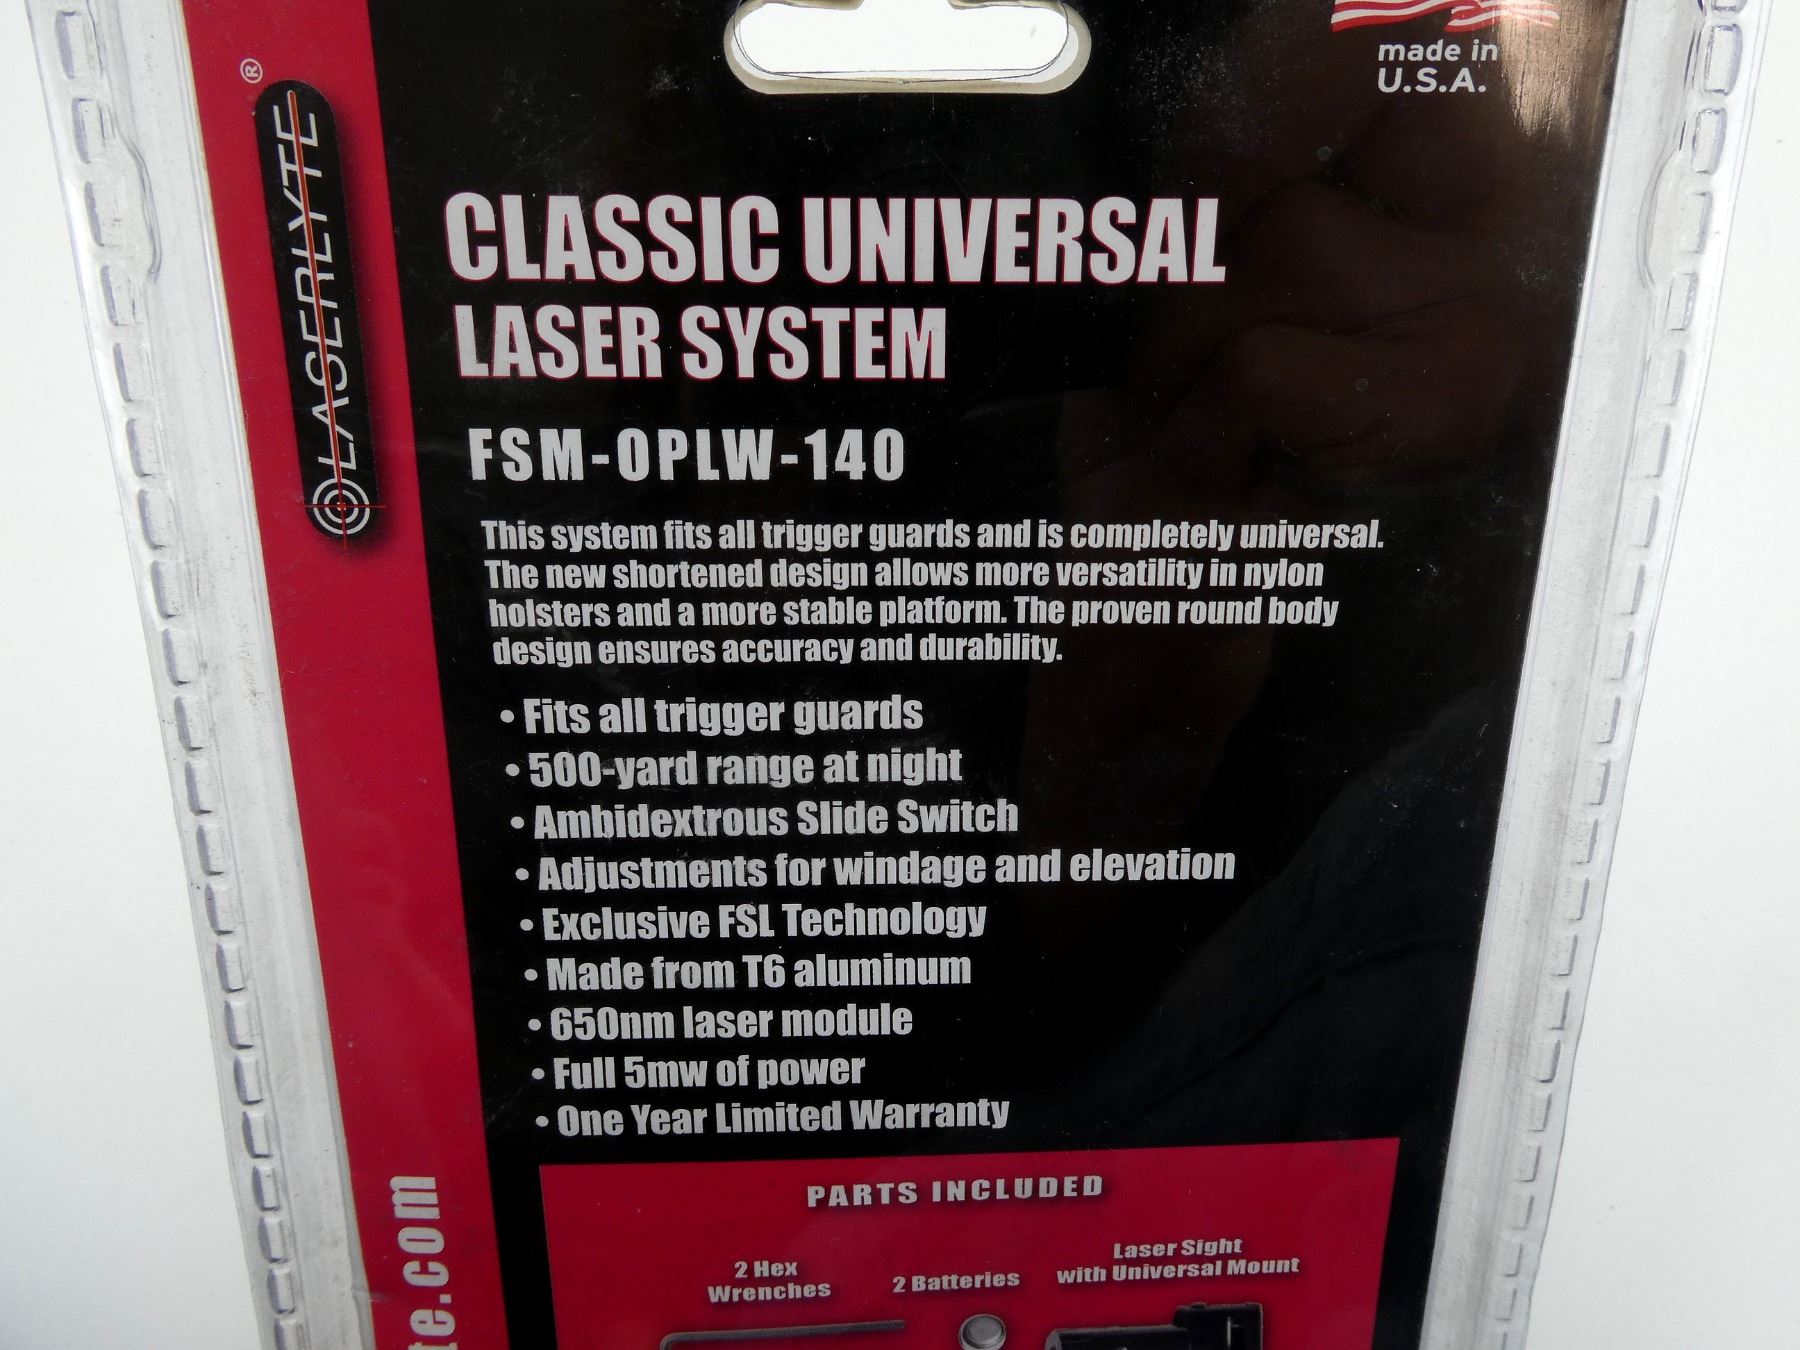 made in
U.S.A.
LASERLYTE®
CLASSIC UNIVERSAL
LASER SYSTEM
FSM-OPLW-140
This system fits all trigger guards and is completely universal.
The new shortened design allows more versatility in nylon
holsters and a more stable platform. The proven round body
design ensures accuracy and durability.
• Fits all trigger guards
• 500-yard range at night
• Ambidextrous Slide Switch
• Adjustments for windage and elevation
• Exclusive FSL Technology
• Made from T6 aluminum
• 650nm laser module
• Full 5mw of power
• One Year Limited Warranty
te.com
PARTS INCLUDED
2 Hex
Wrenches
2 Batteries
Laser Sight
with Universal Mount